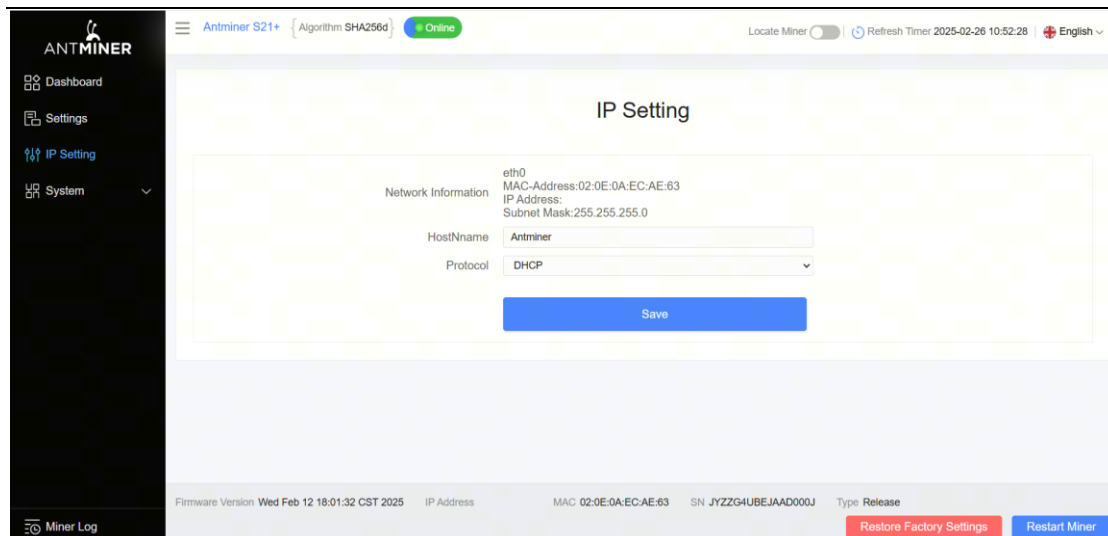 ANTMINER
Antminer S21+ {Algorithm SHA256d} Online
Locate Miner Refresh Timer 2025-02-26 10:52:28 English
Dashboard
Settings
IP Setting
System
IP Setting
Network Information
eth0
MAC-Address:02:0E:0A:EC:AE:63
IP Address:
Subnet Mask:255.255.255.0
HostNname Antminer
Protocol DHCP
Save
Firmware Version Wed Feb 12 18:01:32 CST 2025 IP Address MAC 02:0E:0A:EC:AE:63 SN JYZZG4UBEJAAD000J Type Release
Miner Log
Restore Factory Settings Restart Miner